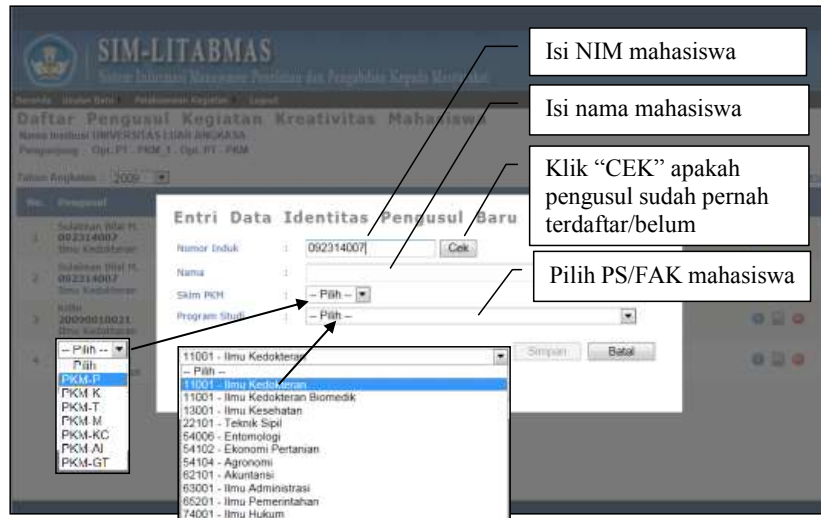 SIM-LITABMAS
Sistem Informasi Manajemen Penelitian dan Pengabdian Kepada Masyarakat
Isi NIM mahasiswa
Isi nama mahasiswa
Klik “CEK” apakah
pengusul sudah pernah
terdaftar/belum
Pilih PS/FAK mahasiswa
Daftar Pengusul Kegiatan Kreativitas Mahasiswa
Nama Institusi UNIVERSITAS LUAR ANGKASA
Tahun Angkatan : 2009
No. Pengusul
Entri Data Identitas Pengusul Baru
Nomor Induk : 092314007 Cek
Nama :
Skim PKM : -- Pilih --
Program Studi : -- Pilih --
Simpan Batal
1 Sulaiman Bilal M.
092314007
Ilmu Kedokteran
2 Sulaiman Bilal M.
092314007
Ilmu Kedokteran
3
20090010021
Ilmu Kedokteran
4
-- Pilih --
Pilih
PKM-P
PKM-K
PKM-T
PKM-M
PKM-KC
PKM-AI
PKM-GT
11001 - Ilmu Kedokteran
-- Pilih --
11001 - Ilmu Kedokteran
11001 - Ilmu Kedokteran Biomedik
13001 - Ilmu Kesehatan
22101 - Teknik Sipil
54006 - Entomologi
54102 - Ekonomi Pertanian
54104 - Agronomi
62101 - Akuntansi
63001 - Ilmu Administrasi
65201 - Ilmu Pemerintahan
74001 - Ilmu Hukum